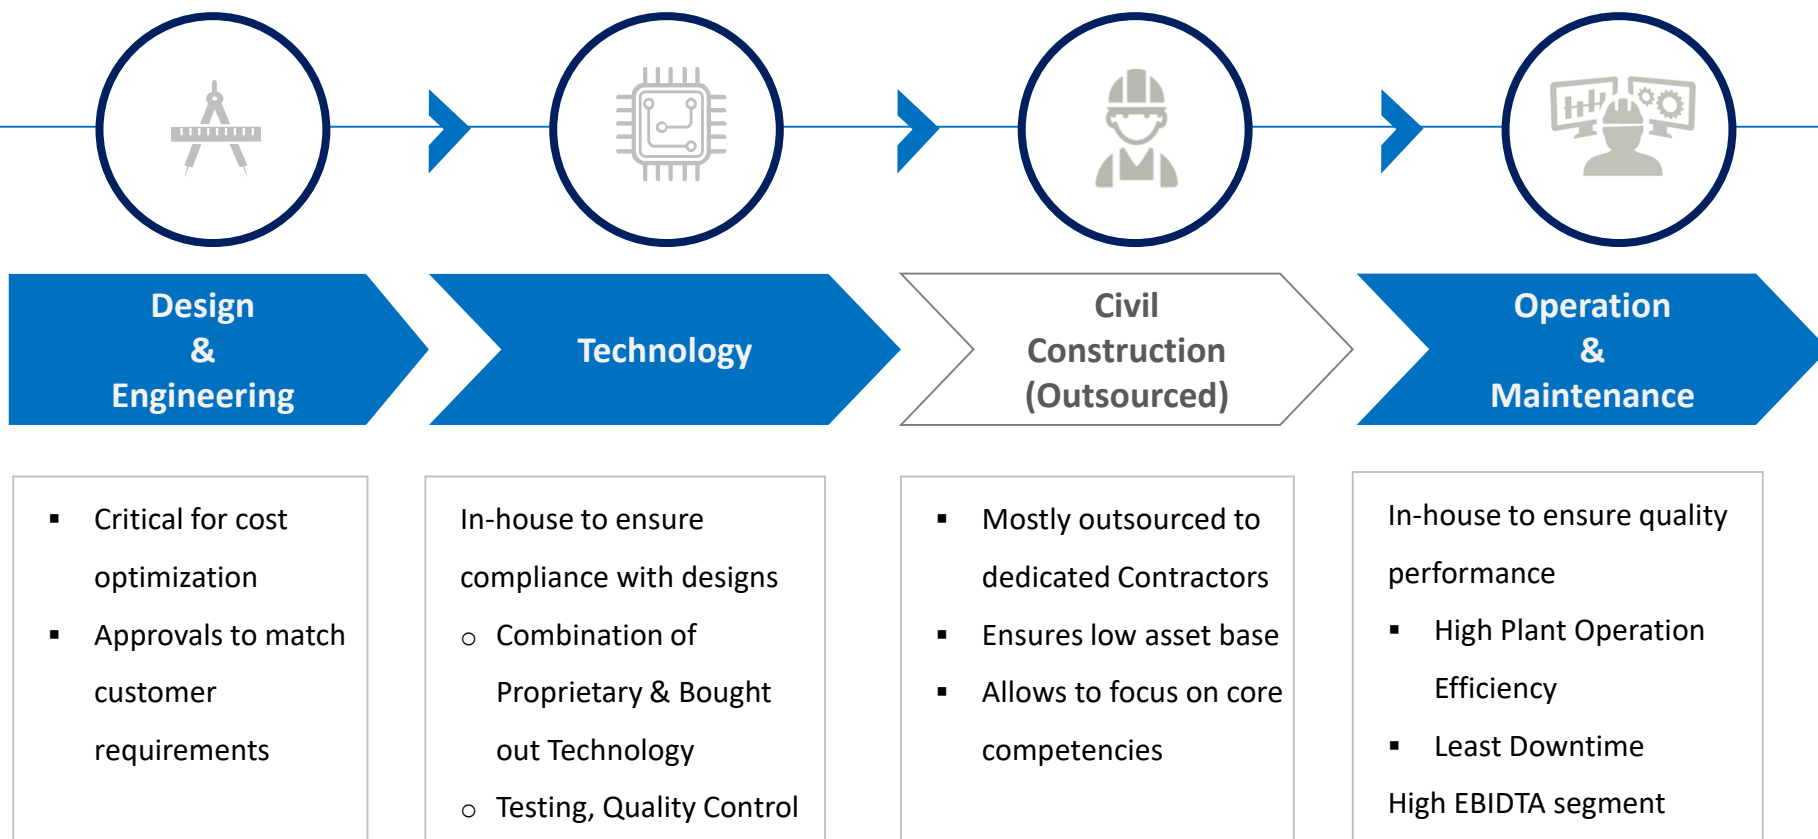 Design
&
Engineering
Technology
Civil
Construction
(Outsourced)
Operation
&
Maintenance
▪ Critical for cost
optimization
▪ Approvals to match
customer
requirements
In-house to ensure
compliance with designs
o Combination of
Proprietary & Bought
out Technology
o Testing, Quality Control
▪ Mostly outsourced to
dedicated Contractors
▪ Ensures low asset base
▪ Allows to focus on core
competencies
In-house to ensure quality
performance
▪ High Plant Operation
Efficiency
▪ Least Downtime
High EBIDTA segment